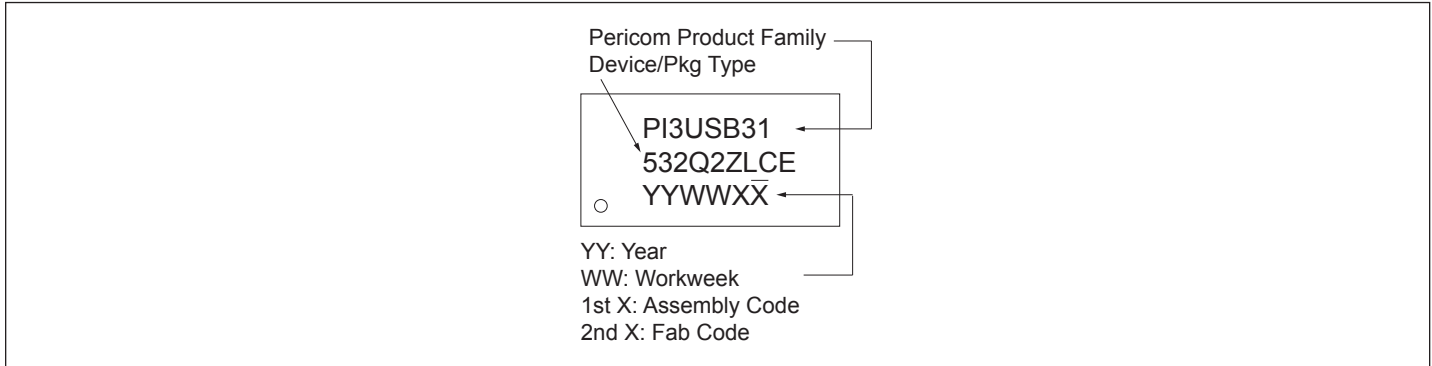 Pericom Product Family
Device/Pkg Type
PI3USB31
532Q2ZLCE
YYWWXX̅
YY: Year
WW: Workweek
1st X: Assembly Code
2nd X: Fab Code